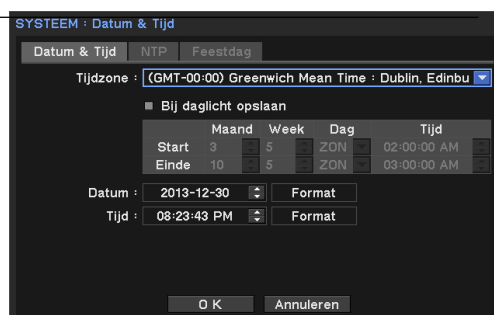 SYSTEEM : Datum & Tijd
Datum & Tijd NTP Feestdag
Tijdzone : (GMT-00:00) Greenwich Mean Time : Dublin, Edinbu
Bij daglicht opslaan
Maand Week Dag Tijd
Start 3 5 ZON 02:00:00 AM
Einde 10 5 ZON 03:00:00 AM
Datum : 2013-12-30 Format
Tijd : 08:23:43 PM Format
OK Annuleren